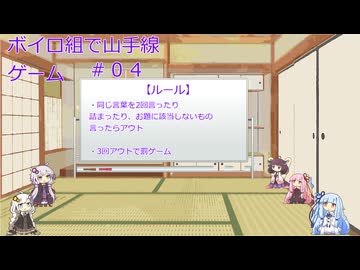 ボイロ組で山手線
ゲーム　＃０４
【ルール】
・同じ言葉を2回言ったり
詰まったり、お題に該当しないもの
言ったらアウト
・3回アウトで罰ゲーム